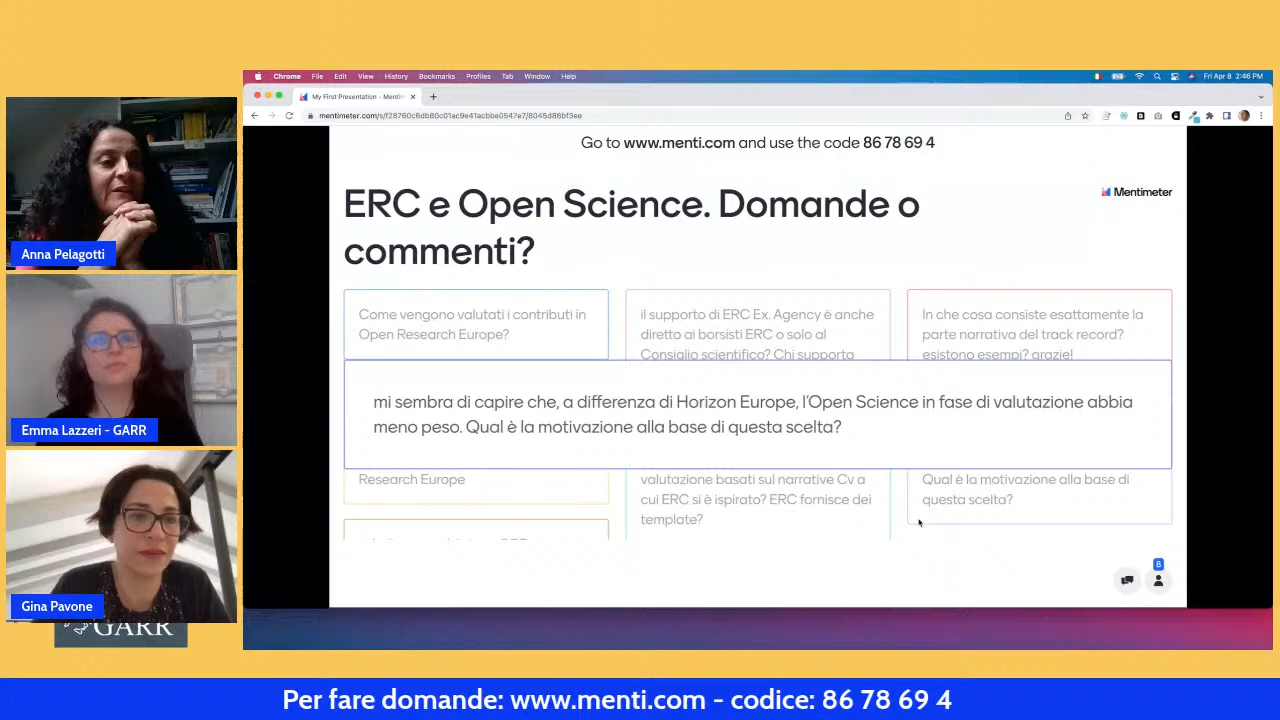 Chrome File Edit View History Bookmarks Profiles Tab Window Help
Fri Apr 8 2:46 PM
My First Presentation - Mentim
mentimeter.com/s/f28760c6db80c01ac9e41acbbe0547e7/8045d86bf3ee
Go to www.menti.com and use the code 86 78 69 4
Mentimeter
ERC e Open Science. Domande o
commenti?
Come vengono valutati i contributi in
Open Research Europe?
il supporto di ERC Ex. Agency è anche
diretto ai borsisti ERC o solo al
Consiglio scientifico? Chi supporta
In che cosa consiste esattamente la
parte narrativa del track record?
esistono esempi? grazie!
mi sembra di capire che, a differenza di Horizon Europe, l'Open Science in fase di valutazione abbia
meno peso. Qual è la motivazione alla base di questa scelta?
Research Europe
valutazione basati sul narrative Cv a
cui ERC si è ispirato? ERC fornisce dei
template?
Qual è la motivazione alla base di
questa scelta?
8
Anna Pelagotti
Emma Lazzeri - GARR
Gina Pavone
GARR
Per fare domande: www.menti.com - codice: 86 78 69 4